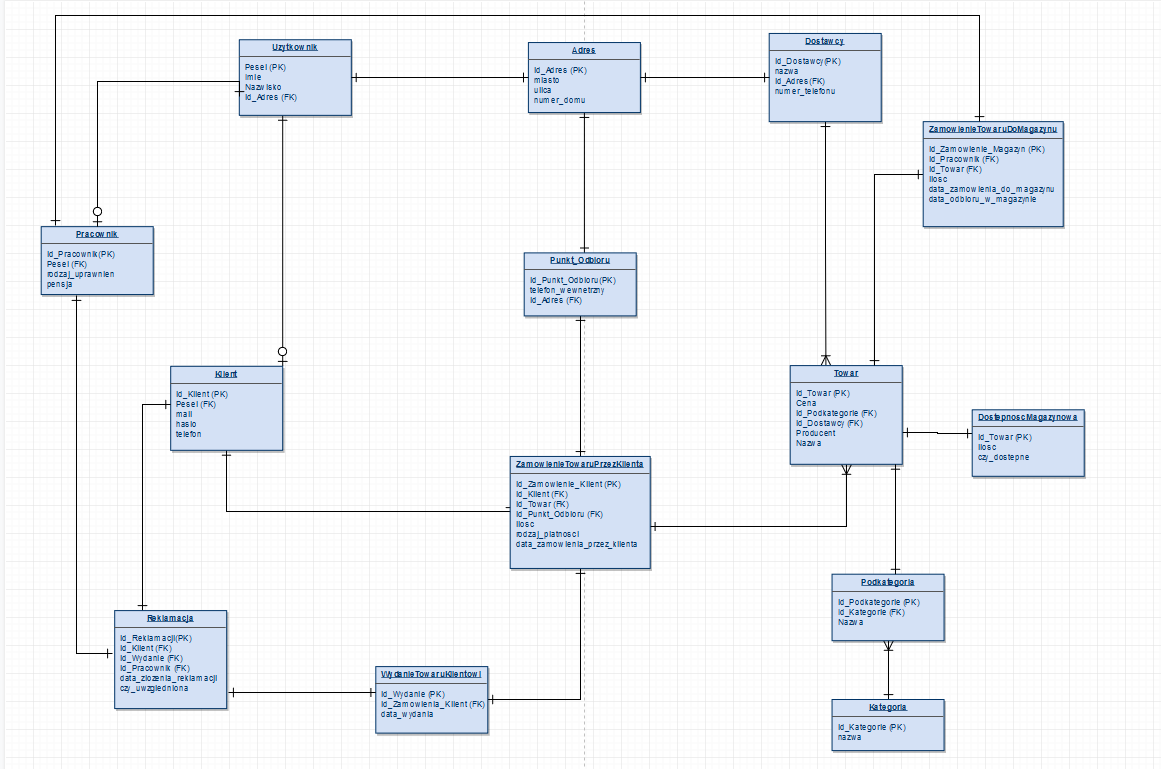 Uzytkownik
Pesel (PK)
Imie
Nazwisko
Id_Adres (FK)
Adres
Id_Adres (PK)
miasto
ulica
numer_domu
Dostawcy
Id_Dostawcy(PK)
nazwa
Id_Adres(FK)
numer_telefonu
ZamowienieTowaruDoMagazynu
Id_Zamowienie_Magazyn (PK)
Id_Pracownik (FK)
Id_Towar (FK)
Ilosc
data_zamowienia_do_magazynu
data_odbioru_w_magazynie
Pracownik
Id_Pracownik(PK)
Pesel (FK)
rodzaj_uprawnien
pensja
Punkt_Odbioru
Id_Punkt_Odbioru(PK)
telefon_wewnetrzny
Id_Adres (FK)
Klient
Id_Klient (PK)
Pesel (FK)
mail
haslo
telefon
Towar
Id_Towar (PK)
Cena
Id_Podkategorie (FK)
Id_Dostawcy (FK)
Producent
Nazwa
DostepnoscMagazynowa
Id_Towar (PK)
Ilosc
czy_dostepne
ZamowienieTowaruPrzezKlienta
Id_Zamowienie_Klient (PK)
Id_Klient (FK)
Id_Towar (FK)
Id_Punkt_Odbioru (FK)
Ilosc
rodzaj_platnosci
data_zamowienia_przez_klienta
Podkategoria
Id_Podkategorie (PK)
Id_Kategorie (FK)
Nazwa
Reklamacja
Id_Reklamacji(PK)
Id_Klient (FK)
Id_Wydanie (FK)
Id_Pracownik (FK)
data_zlozenia_reklamacji
czy_uwzgledniona
WydanieTowaruKlientowi
Id_Wydanie (PK)
Id_Zamowienia_Klient (FK)
data_wydania
Kategoria
Id_Kategorie (PK)
nazwa